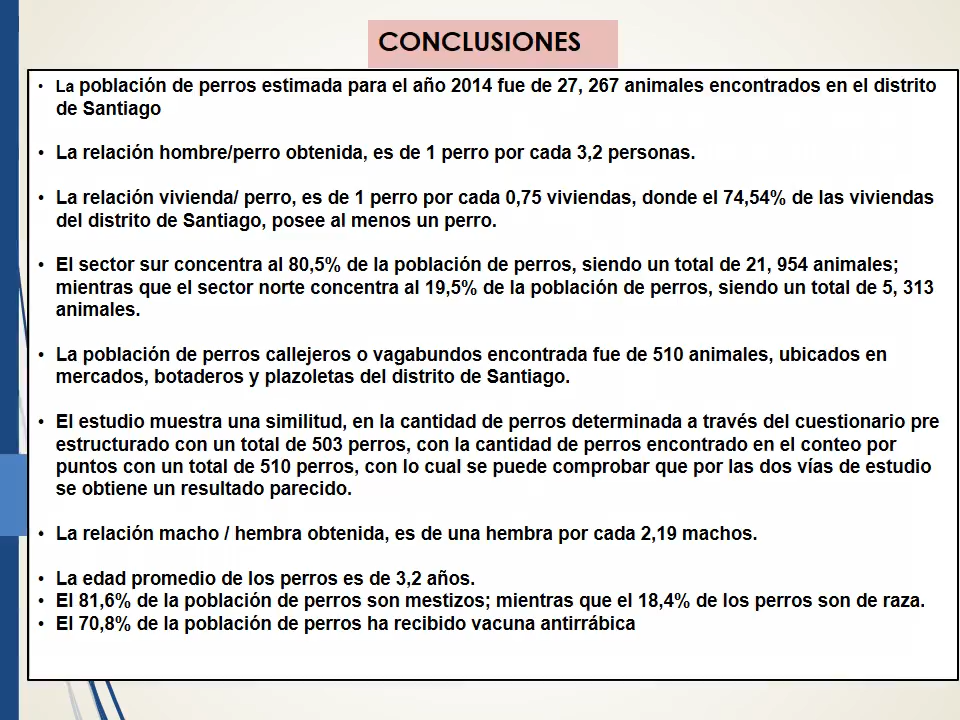 CONCLUSIONES
• La población de perros estimada para el año 2014 fue de 27, 267 animales encontrados en el distrito
de Santiago
• La relación hombre/perro obtenida, es de 1 perro por cada 3,2 personas.
• La relación vivienda/ perro, es de 1 perro por cada 0,75 viviendas, donde el 74,54% de las viviendas
del distrito de Santiago, posee al menos un perro.
• El sector sur concentra al 80,5% de la población de perros, siendo un total de 21, 954 animales;
mientras que el sector norte concentra al 19,5% de la población de perros, siendo un total de 5, 313
animales.
• La población de perros callejeros o vagabundos encontrada fue de 510 animales, ubicados en
mercados, botaderos y plazoletas del distrito de Santiago.
• El estudio muestra una similitud, en la cantidad de perros determinada a través del cuestionario pre
estructurado con un total de 503 perros, con la cantidad de perros encontrado en el conteo por
puntos con un total de 510 perros, con lo cual se puede comprobar que por las dos vías de estudio
se obtiene un resultado parecido.
• La relación macho / hembra obtenida, es de una hembra por cada 2,19 machos.
• La edad promedio de los perros es de 3,2 años.
• El 81,6% de la población de perros son mestizos; mientras que el 18,4% de los perros son de raza.
• El 70,8% de la población de perros ha recibido vacuna antirrábica